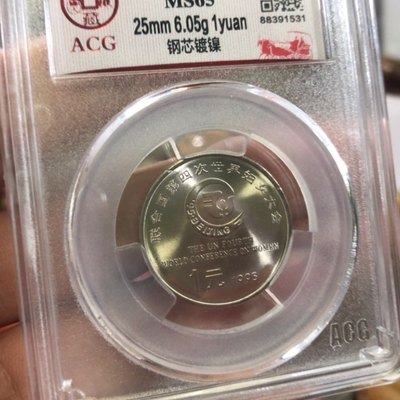 MS65
25mm 6.05g 1yuan
钢芯镀镍
ACG
88391531
联合国第四次世界妇女大会
'95BEIJING
THE UN FOURTH
WORLD CONFERENCE ON WOMEN
1元 1995
ACG